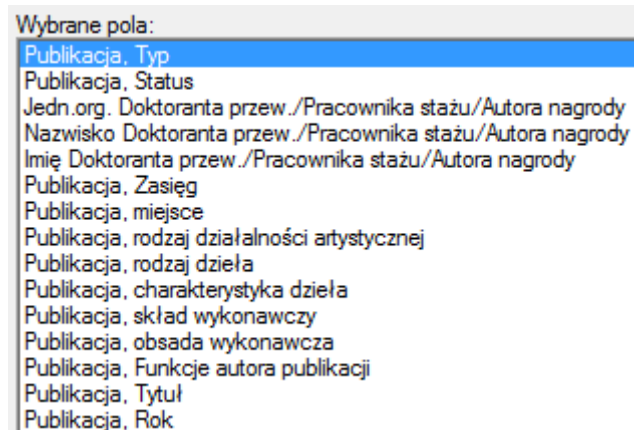 Wybrane pola:
Publikacja, Typ
Publikacja, Status
Jedn.org. Doktoranta przew./Pracownika stażu/Autora nagrody
Nazwisko Doktoranta przew./Pracownika stażu/Autora nagrody
Imię Doktoranta przew./Pracownika stażu/Autora nagrody
Publikacja, Zasięg
Publikacja, miejsce
Publikacja, rodzaj działalności artystycznej
Publikacja, rodzaj dzieła
Publikacja, charakterystyka dzieła
Publikacja, skład wykonawczy
Publikacja, obsada wykonawcza
Publikacja, Funkcje autora publikacji
Publikacja, Tytuł
Publikacja, Rok